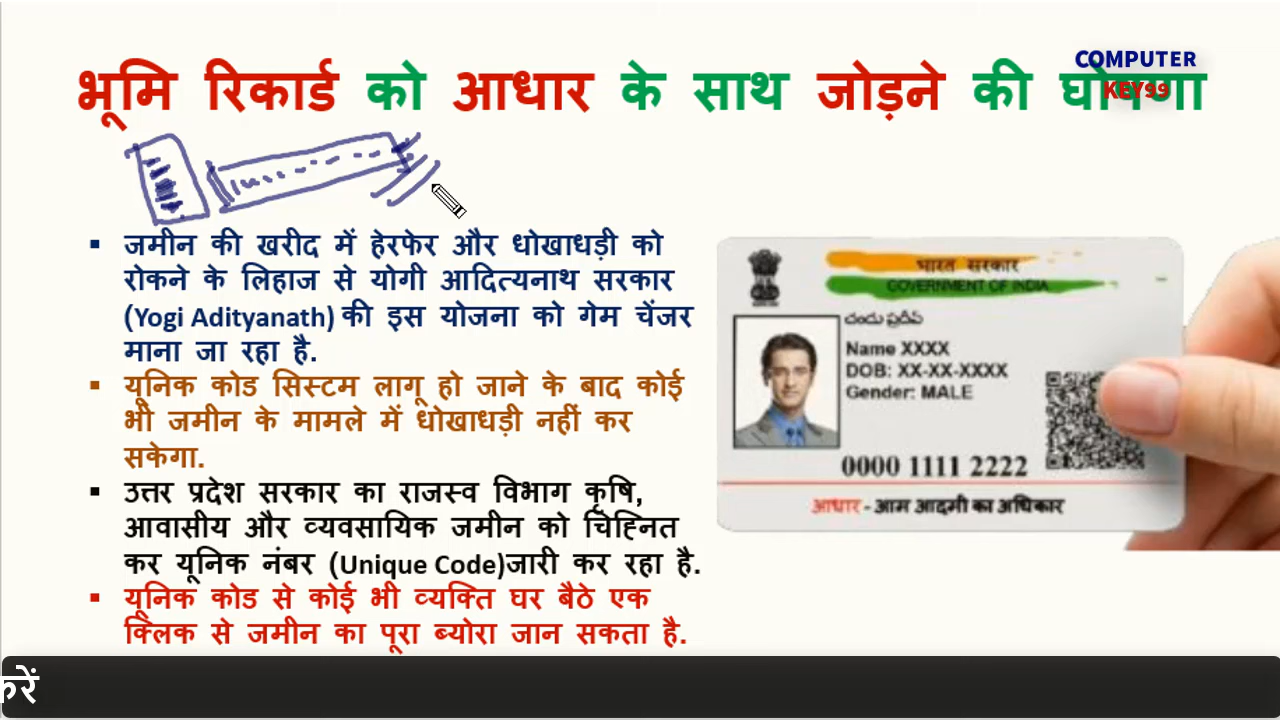 भूमि रिकार्ड को आधार के साथ जोड़ने की घोषणा
COMPUTER
KEY99
जमीन की खरीद में हेरफेर और धोखाधड़ी को
रोकने के लिहाज से योगी आदित्यनाथ सरकार
(Yogi Adityanath) की इस योजना को गेम चेंजर
माना जा रहा है.
यूनिक कोड सिस्टम लागू हो जाने के बाद कोई
भी जमीन के मामले में धोखाधड़ी नहीं कर
सकेगा.
उत्तर प्रदेश सरकार का राजस्व विभाग कृषि,
आवासीय और व्यवसायिक जमीन को चिह्नित
कर यूनिक नंबर (Unique Code)जारी कर रहा है.
यूनिक कोड से कोई भी व्यक्ति घर बैठे एक
क्लिक से जमीन का पूरा ब्योरा जान सकता है.
भारत सरकार
GOVERNMENT OF INDIA
చందు ప్రదీప్
Name XXXX
DOB: XX-XX-XXXX
Gender: MALE
0000 1111 2222
आधार - आम आदमी का अधिकार
करें